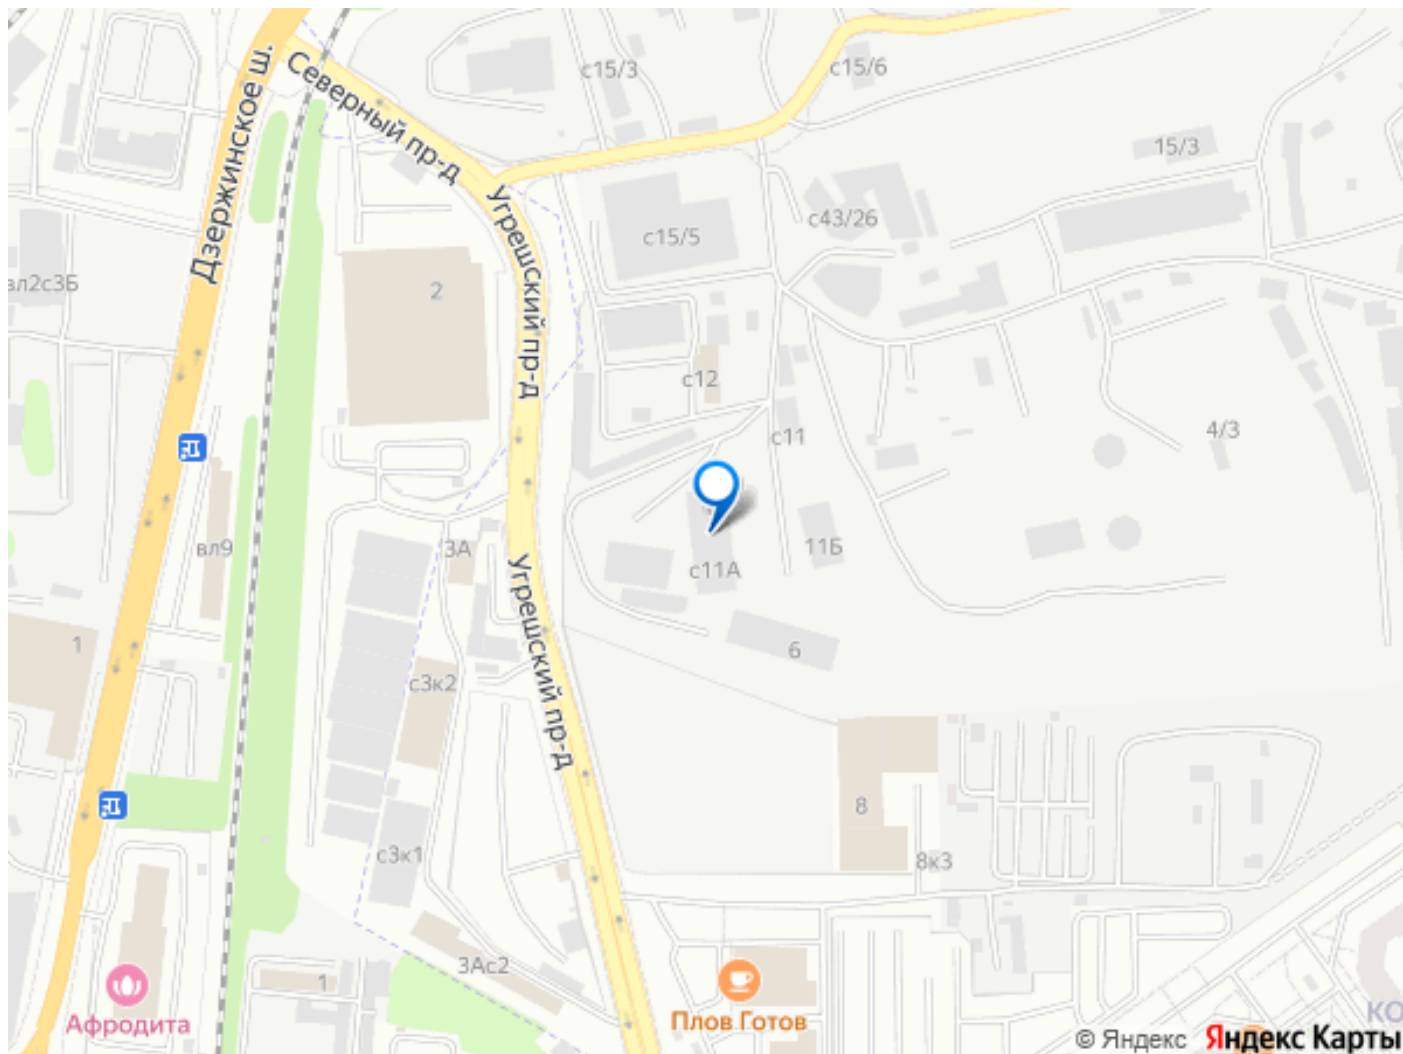 Северный пр-д
с15/3
с15/6
Дзержинское ш.
15/3
Угрешский пр-д
с43/26
с15/5
вл2с3Б
2
с12
4/3
с11
вл9
3А
11Б
с11А
Угрешский пр-д
1
6
с3к2
8
с3к1
8к3
3Ас2
1
Афродита
Плов Готов
КО
© Яндекс Яндекс Карты